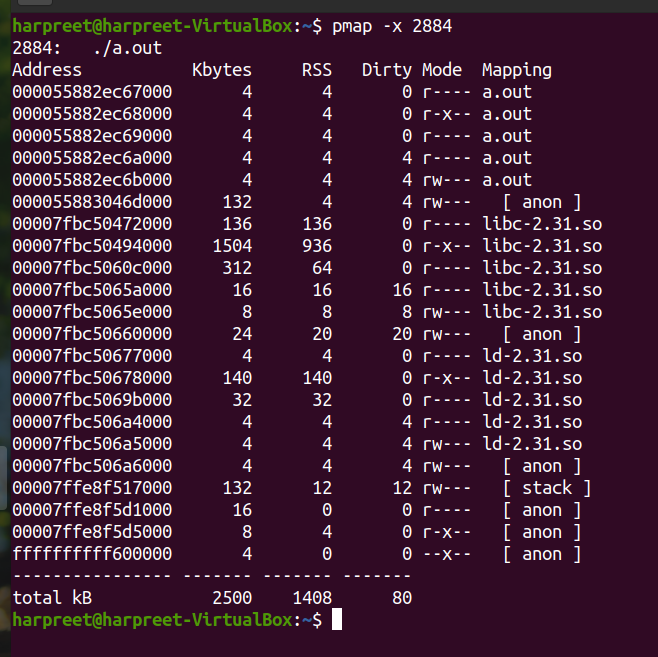 harpreet@harpreet-VirtualBox:~$ pmap -x 2884
2884:   ./a.out
Address           Kbytes     RSS   Dirty Mode  Mapping
000055882ec67000       4       4       0 r---- a.out
000055882ec68000       4       4       0 r-x-- a.out
000055882ec69000       4       4       0 r---- a.out
000055882ec6a000       4       4       4 r---- a.out
000055882ec6b000       4       4       4 rw--- a.out
000055883046d000     132       4       4 rw---   [ anon ]
00007fbc50472000     136     136       0 r---- libc-2.31.so
00007fbc50494000    1504     936       0 r-x-- libc-2.31.so
00007fbc5060c000     312      64       0 r---- libc-2.31.so
00007fbc5065a000      16      16      16 r---- libc-2.31.so
00007fbc5065e000       8       8       8 rw--- libc-2.31.so
00007fbc50660000      24      20      20 rw---   [ anon ]
00007fbc50677000       4       4       0 r---- ld-2.31.so
00007fbc50678000     140     140       0 r-x-- ld-2.31.so
00007fbc5069b000      32      32       0 r---- ld-2.31.so
00007fbc506a4000       4       4       4 r---- ld-2.31.so
00007fbc506a5000       4       4       4 rw--- ld-2.31.so
00007fbc506a6000       4       4       4 rw---   [ anon ]
00007ffe8f517000     132      12      12 rw---   [ stack ]
00007ffe8f5d1000      16       0       0 r----   [ anon ]
00007ffe8f5d5000       8       4       0 r-x--   [ anon ]
ffffffffff600000       4       0       0 --x--   [ anon ]
---------------- ------- ------- -------
total kB            2500    1408      80
harpreet@harpreet-VirtualBox:~$